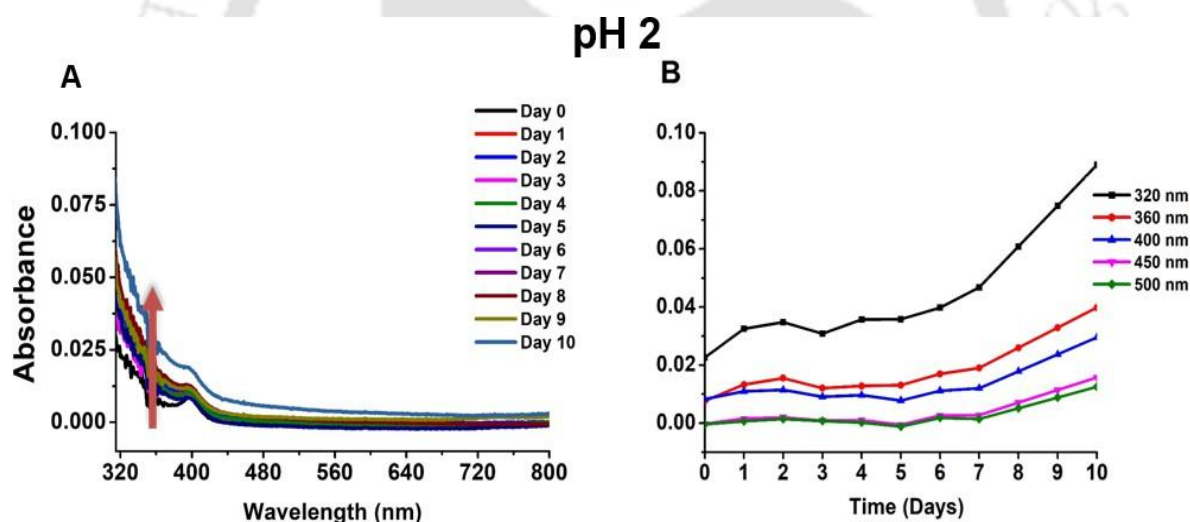 pH 2
A
Day 0
Day 1
Day 2
Day 3
Day 4
Day 5
Day 6
Day 7
Day 8
Day 9
Day 10
0.100
0.075
0.050
0.025
0.000
Absorbance
320 400 480 560 640 720 800
Wavelength (nm)
B
0.10
0.08
0.06
0.04
0.02
0.00
320 nm
360 nm
400 nm
450 nm
500 nm
0 1 2 3 4 5 6 7 8 9 10
Time (Days)